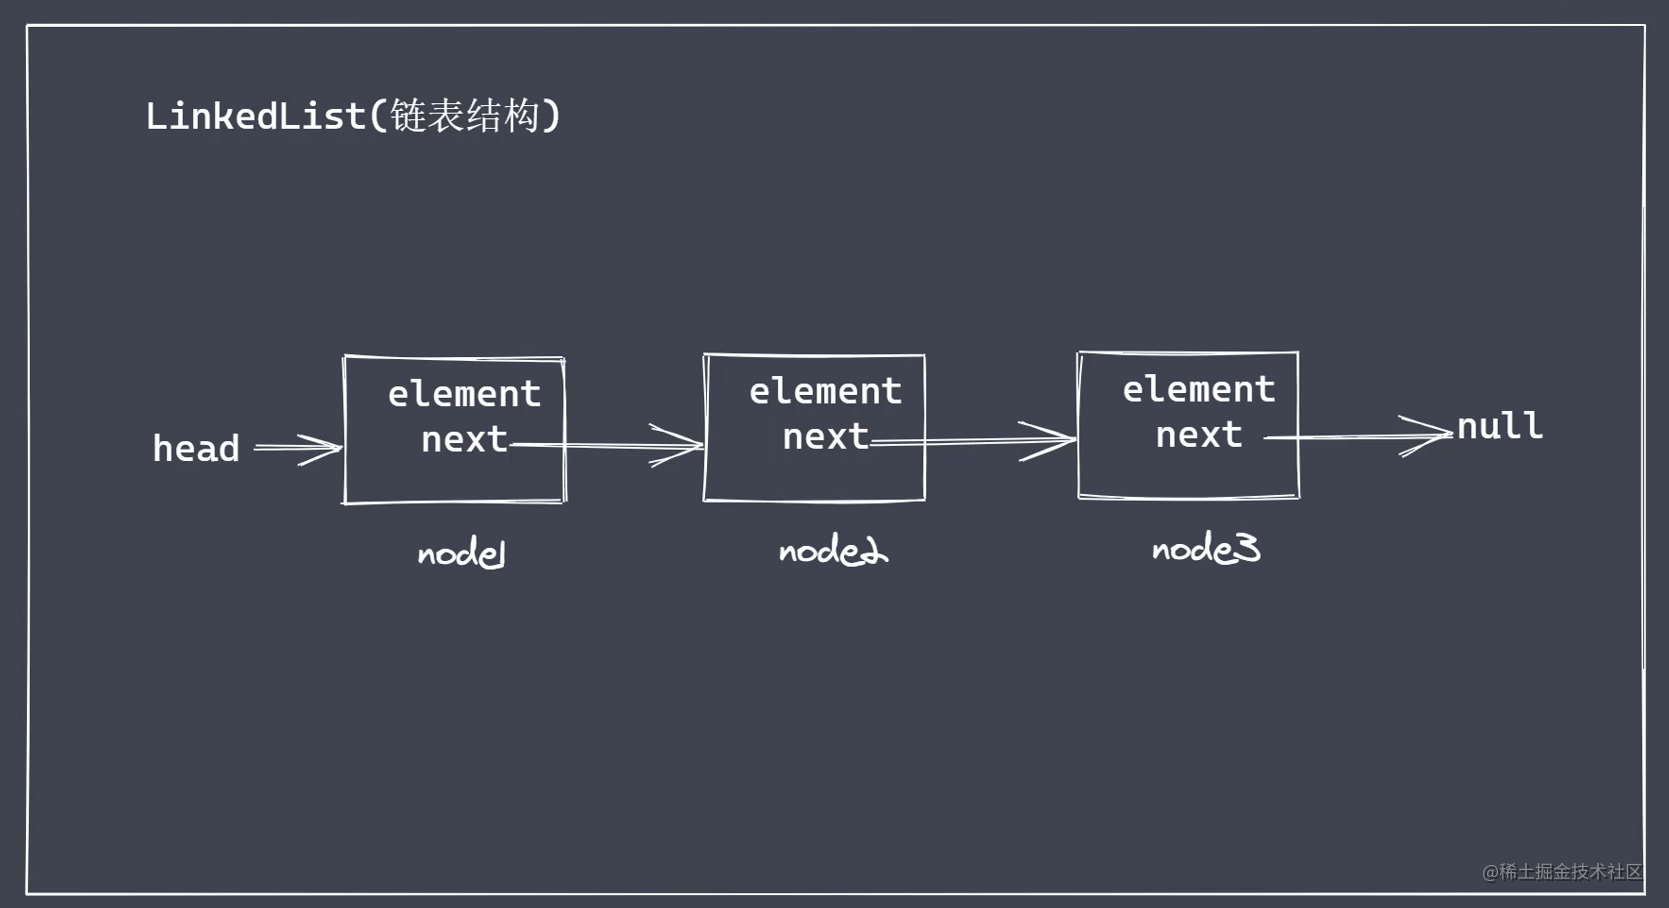 LinkedList(链表结构)
element
next
element
next
element
next
head
null
node1
node2
node3
@稀土掘金技术社区